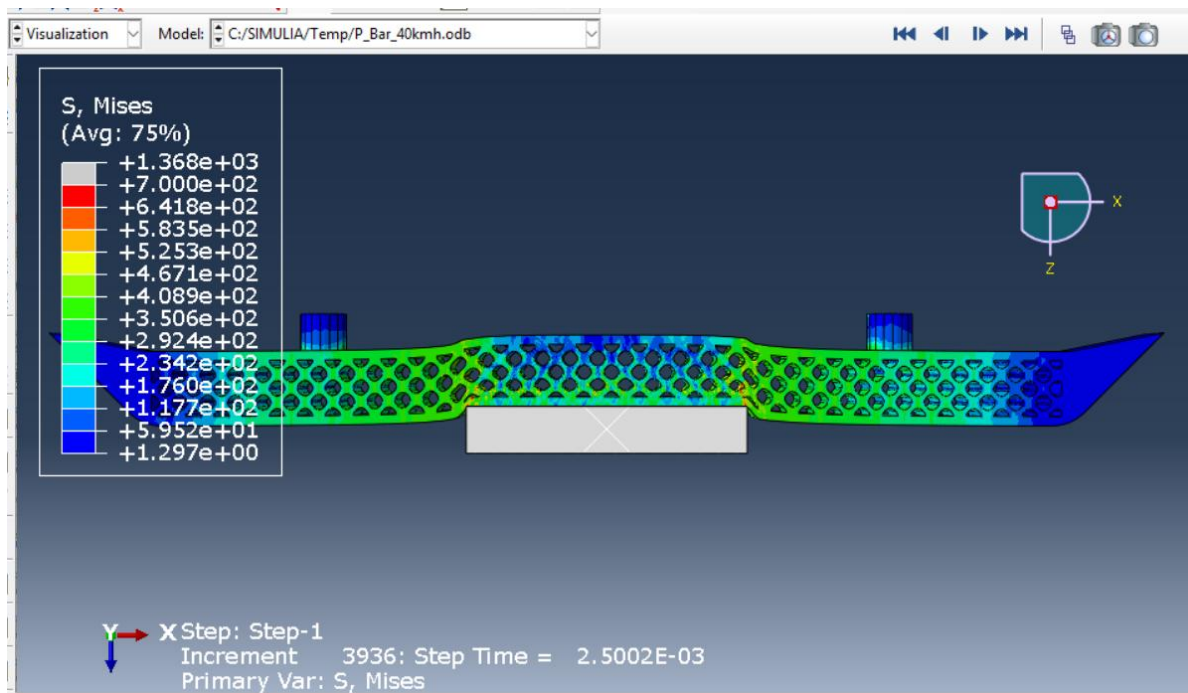 Visualization Model: C:/SIMULIA/Temp/P_Bar_40kmh.odb
S, Mises
(Avg: 75%)
+1.368e+03
+7.000e+02
+6.418e+02
+5.835e+02
+5.253e+02
+4.671e+02
+4.089e+02
+3.506e+02
+2.924e+02
+2.342e+02
+1.760e+02
+1.177e+02
+5.952e+01
+1.297e+00
X
Z
Y X Step: Step-1
Increment 3936: Step Time = 2.5002E-03
Primary Var: S, Mises